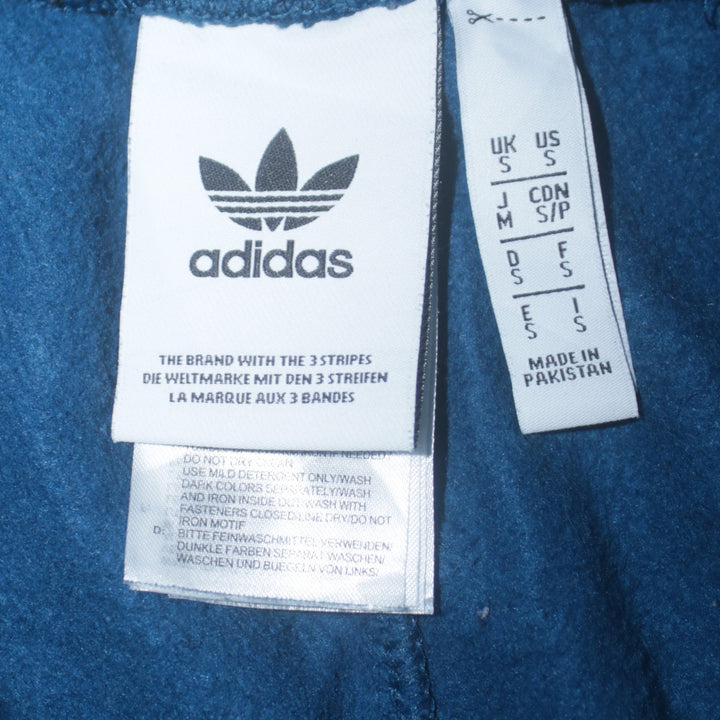 adidas
THE BRAND WITH THE 3 STRIPES
DIE WELTMARKE MIT DEN 3 STREIFEN
LA MARQUE AUX 3 BANDES
IF NEEDED
DO NOT DRY CLEAN
USE MILD DETERGENT ONLY/WASH
DARK COLORS SEPARATELY/WASH
AND IRON INSIDE OUT/WASH WITH
FASTENERS CLOSED/LINE DRY/DO NOT
IRON MOTIF
D: BITTE FEINWASCHMITTEL VERWENDEN/
DUNKLE FARBEN SEPARAT WASCHEN/
WASCHEN UND BUEGELN VON LINKS/
UK US
S S
J CDN
M S/P
D F
S S
E I
S S
MADE IN
PAKISTAN